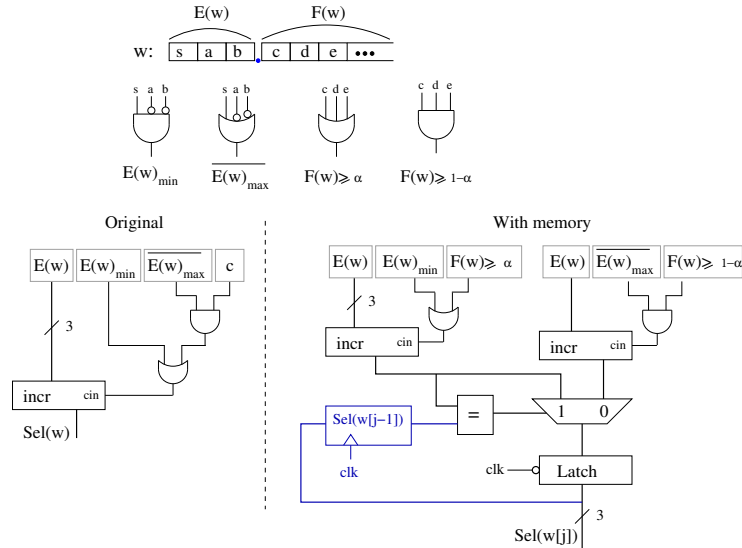 E(w) F(w)
w: s a b . c d e •••
s a b s a b c d e c d e
E(w)min E(w)max F(w)⩾ α F(w)⩾ 1−α
Original With memory
E(w) E(w)min E(w)max c E(w) E(w)min F(w)⩾ α E(w) E(w)max F(w)⩾ 1−α
3 3
incr cin incr cin
incr cin
Sel(w[j−1]) = 1 0
Sel(w)
clk clk Latch
3
Sel(w[j])